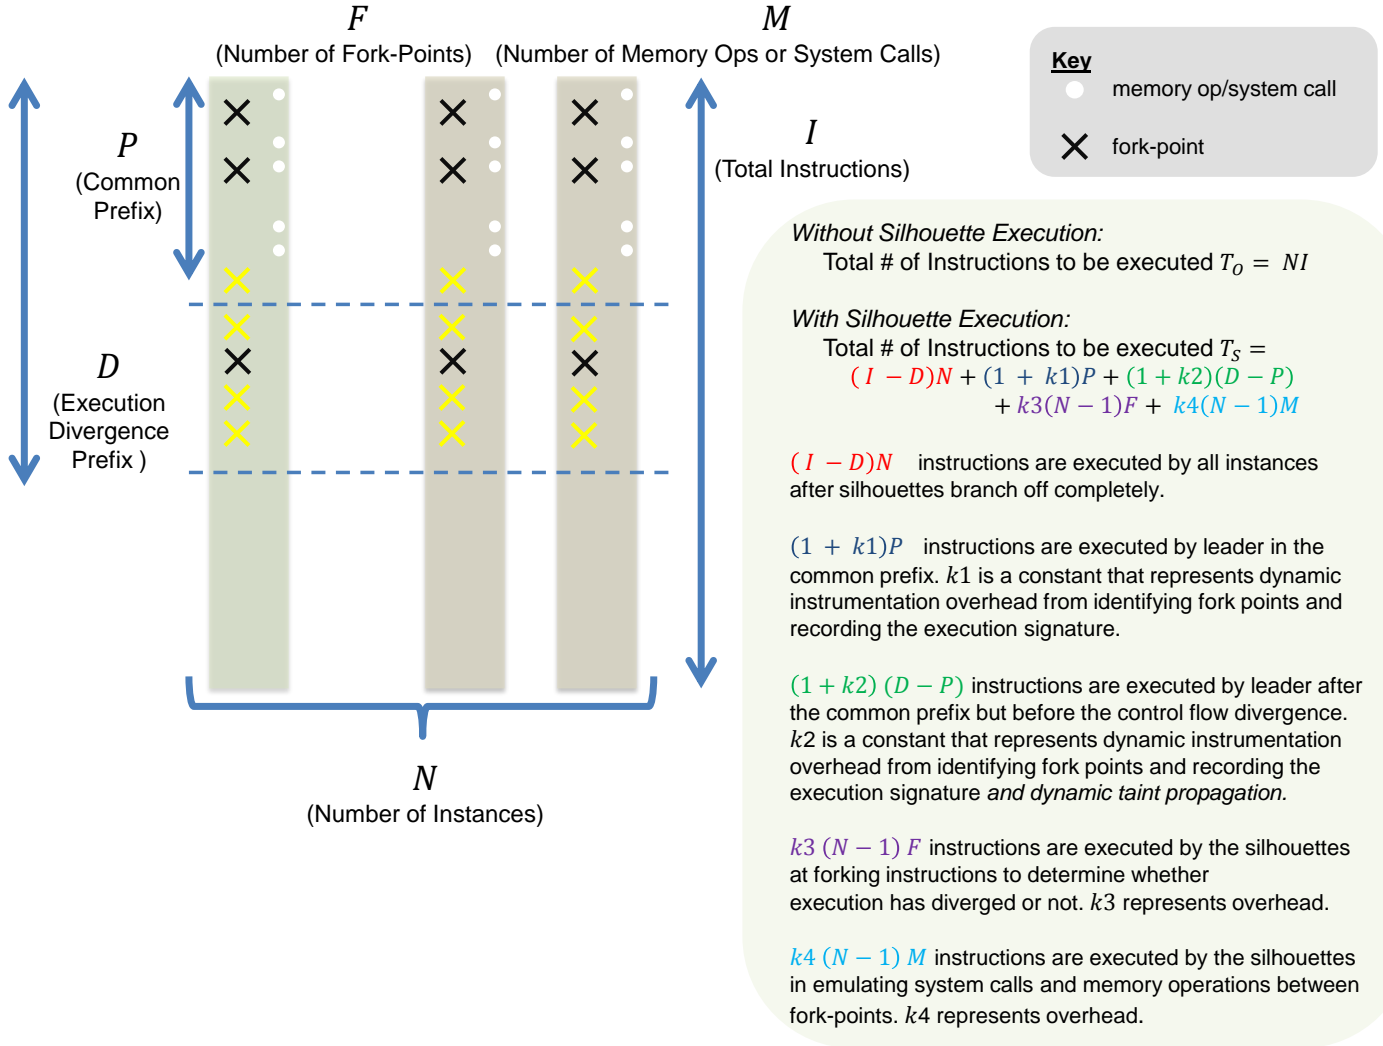 F
(Number of Fork-Points)
M
(Number of Memory Ops or System Calls)
P
(Common
Prefix)
I
(Total Instructions)
D
(Execution
Divergence
Prefix )
N
(Number of Instances)
Key
memory op/system call
fork-point
Without Silhouette Execution:
Total # of Instructions to be executed T_O = NI
With Silhouette Execution:
Total # of Instructions to be executed T_S =
( I − D)N + (1 + k1)P + (1 + k2)(D − P)
+ k3(N − 1)F + k4(N − 1)M
( I − D)N instructions are executed by all instances
after silhouettes branch off completely.
(1 + k1)P instructions are executed by leader in the
common prefix. k1 is a constant that represents dynamic
instrumentation overhead from identifying fork points and
recording the execution signature.
(1 + k2) (D − P) instructions are executed by leader after
the common prefix but before the control flow divergence.
k2 is a constant that represents dynamic instrumentation
overhead from identifying fork points and recording the
execution signature and dynamic taint propagation.
k3 (N − 1) F instructions are executed by the silhouettes
at forking instructions to determine whether
execution has diverged or not. k3 represents overhead.
k4 (N − 1) M instructions are executed by the silhouettes
in emulating system calls and memory operations between
fork-points. k4 represents overhead.